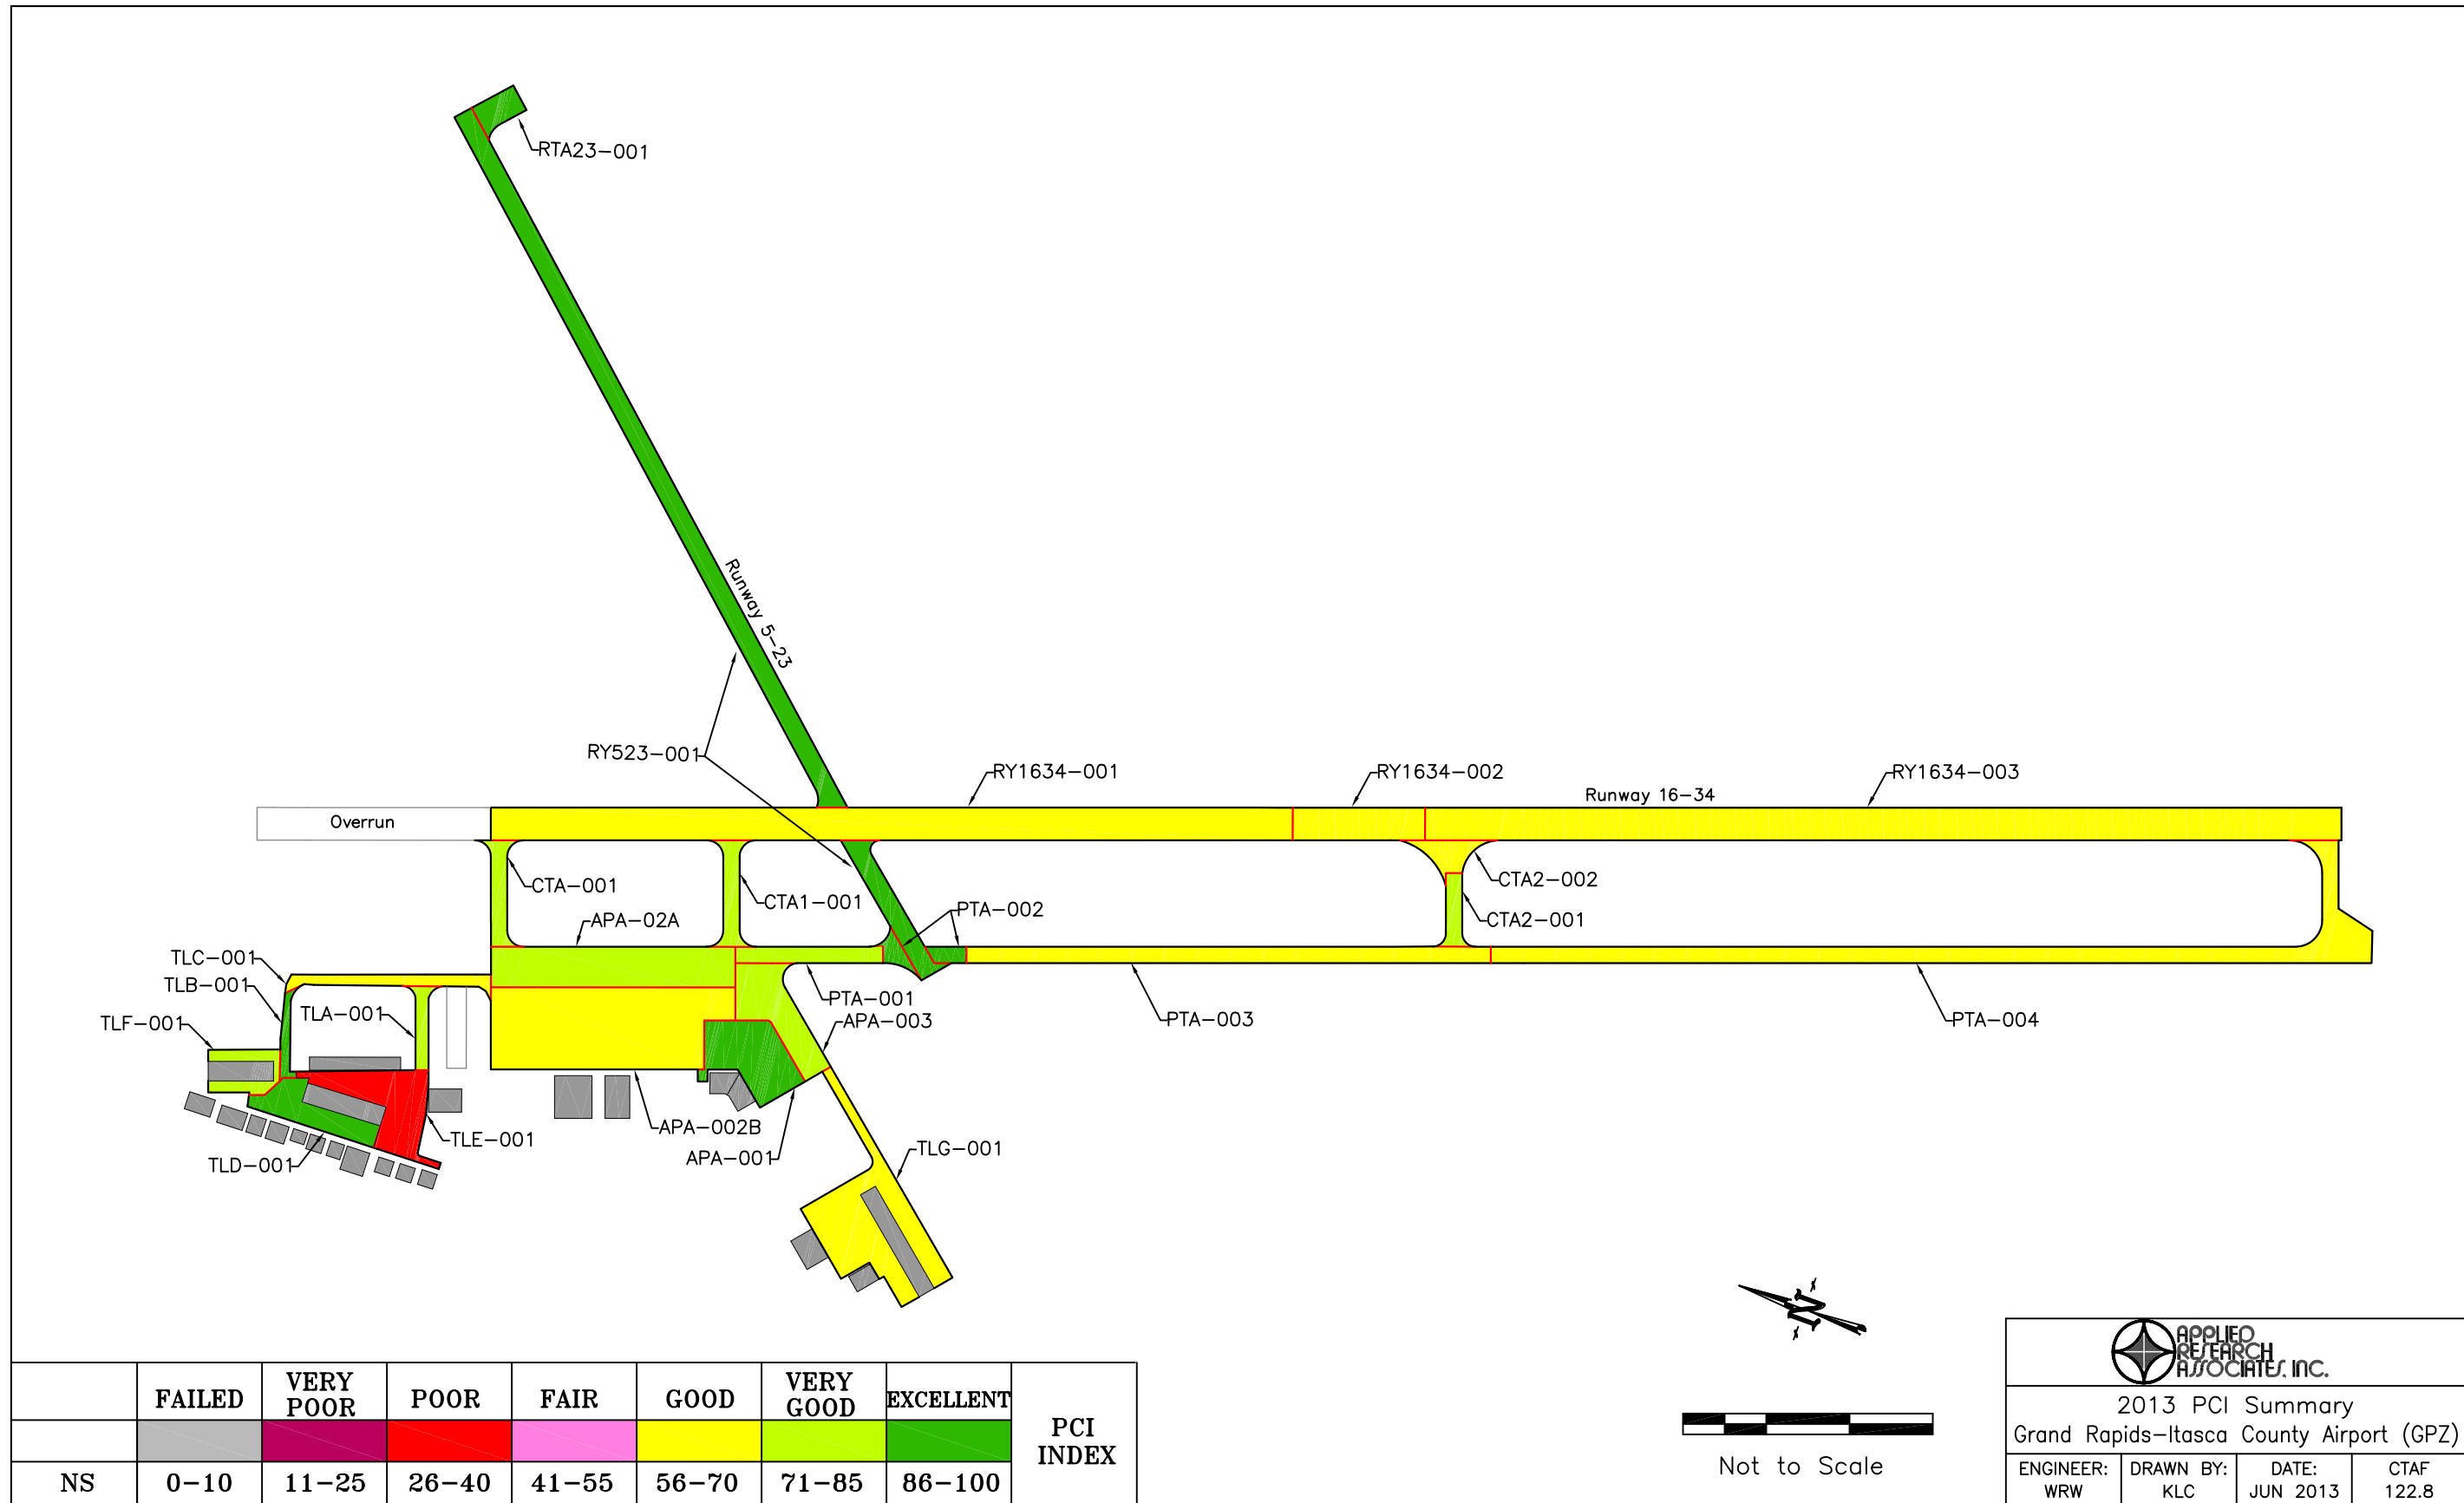 RTA23-001
Runway 5-23
RY523-001
RY1634-001
RY1634-002
RY1634-003
Runway 16-34
Overrun
CTA-001
CTA1-001
CTA2-002
CTA2-001
APA-02A
PTA-002
TLC-001
TLB-001
TLF-001
TLA-001
PTA-001
APA-003
PTA-003
PTA-004
TLE-001
TLD-001
APA-002B
APA-001
TLG-001
N
FAILED
VERY POOR
POOR
FAIR
GOOD
VERY GOOD
EXCELLENT
PCI INDEX
NS
0-10
11-25
26-40
41-55
56-70
71-85
86-100
Not to Scale
APPLIED
RESEARCH
ASSOCIATES, INC.
2013 PCI Summary
Grand Rapids-Itasca County Airport (GPZ)
ENGINEER:
WRW
DRAWN BY:
KLC
DATE:
JUN 2013
CTAF
122.8